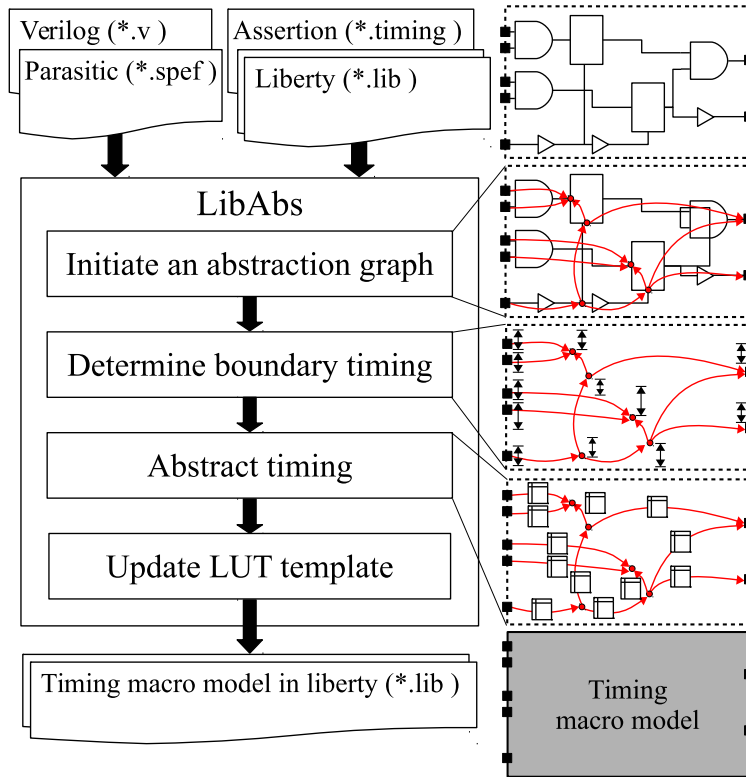 Verilog (*.v)
Parasitic (*.spef)
Assertion (*.timing )
Liberty (*.lib )
LibAbs
Initiate an abstraction graph
Determine boundary timing
Abstract timing
Update LUT template
Timing macro model in liberty (*.lib )
Timing
macro model